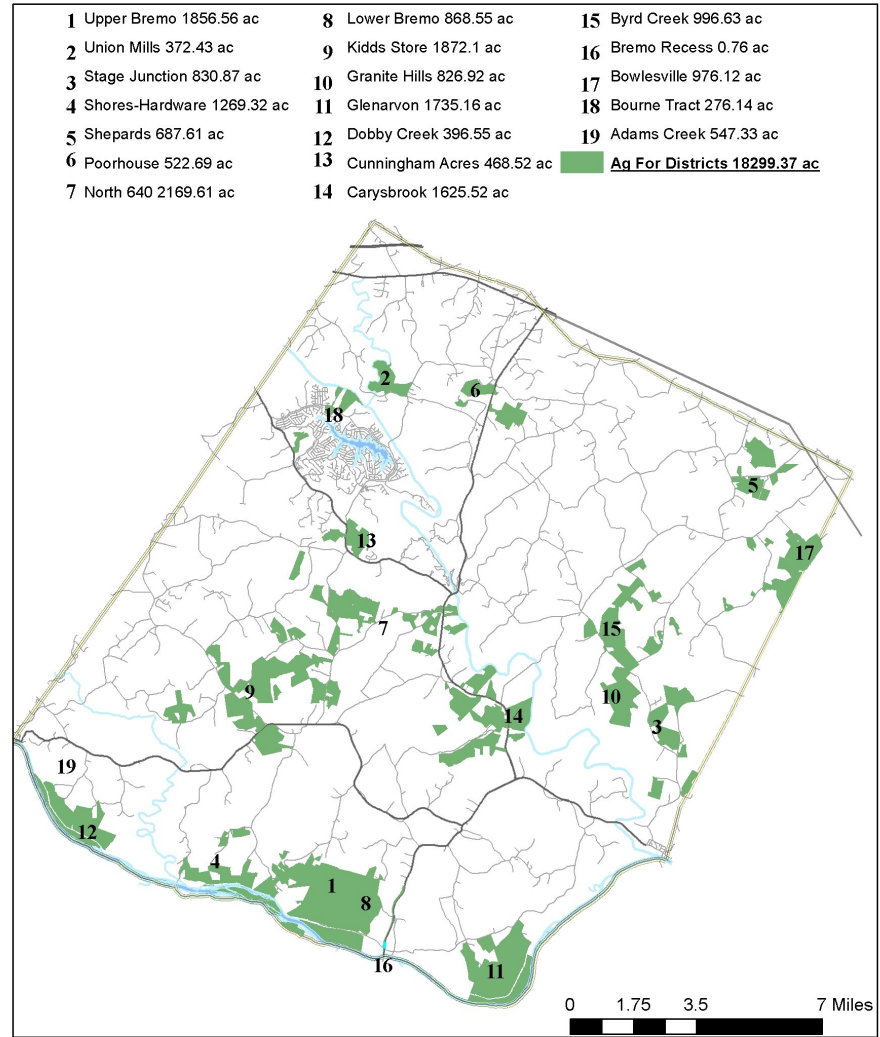 1 Upper Bremo 1856.56 ac
2 Union Mills 372.43 ac
3 Stage Junction 830.87 ac
4 Shores-Hardware 1269.32 ac
5 Shepards 687.61 ac
6 Poorhouse 522.69 ac
7 North 640 2169.61 ac
8 Lower Bremo 868.55 ac
9 Kidds Store 1872.1 ac
10 Granite Hills 826.92 ac
11 Glenarvon 1735.16 ac
12 Dobby Creek 396.55 ac
13 Cunningham Acres 468.52 ac
14 Carysbrook 1625.52 ac
15 Byrd Creek 996.63 ac
16 Bremo Recess 0.76 ac
17 Bowlesville 976.12 ac
18 Bourne Tract 276.14 ac
19 Adams Creek 547.33 ac
Ag For Districts 18299.37 ac
2
6
18
5
13
17
7
15
9
10
14
3
19
12
4
1
8
16
11
0 1.75 3.5 7 Miles